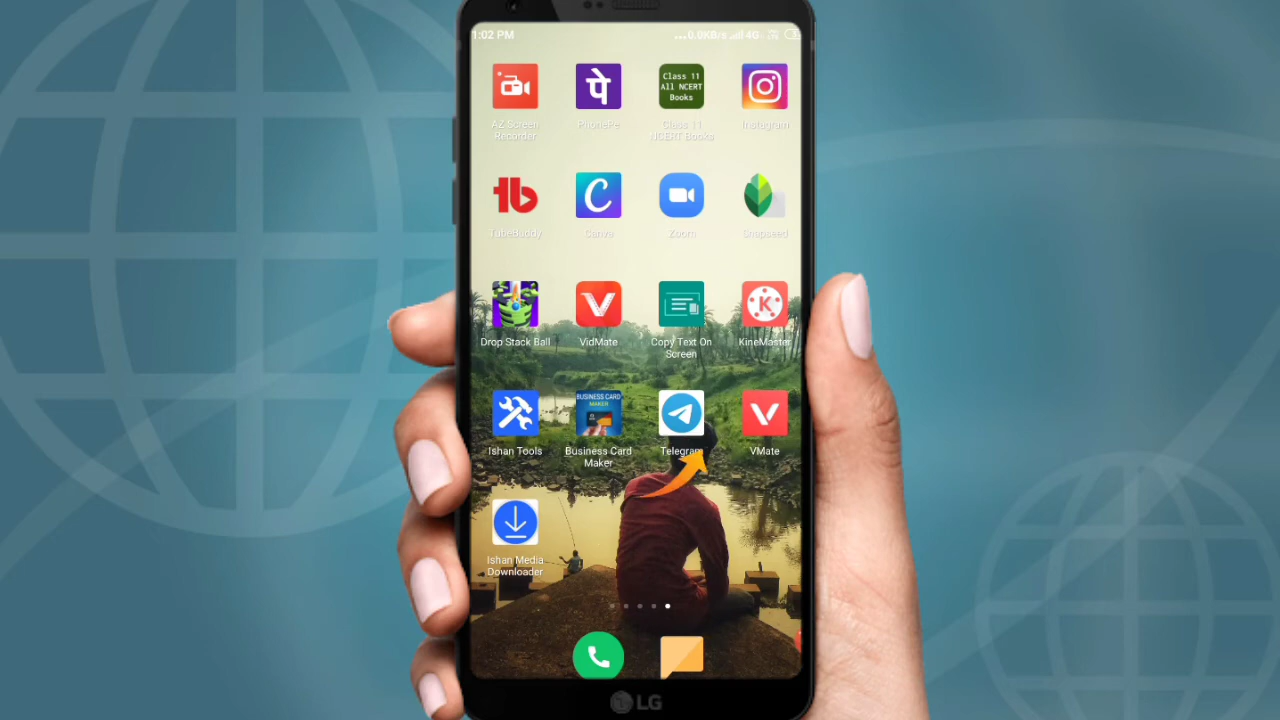 1:02 PM
...0.0KB/s
4G
AZ Screen
Recorder
पे
PhonePe
Class 11
All NCERT
Books
Class 11
NCERT Books
Instagram
tb
TubeBuddy
C
Canva
Zoom
Snapseed
Drop Stack Ball
V
VidMate
Copy Text On
Screen
K
KineMaster
Ishan Tools
BUSINESS CARD
MAKER
Business Card
Maker
Telegram
V
VMate
Ishan Media
Downloader
LG